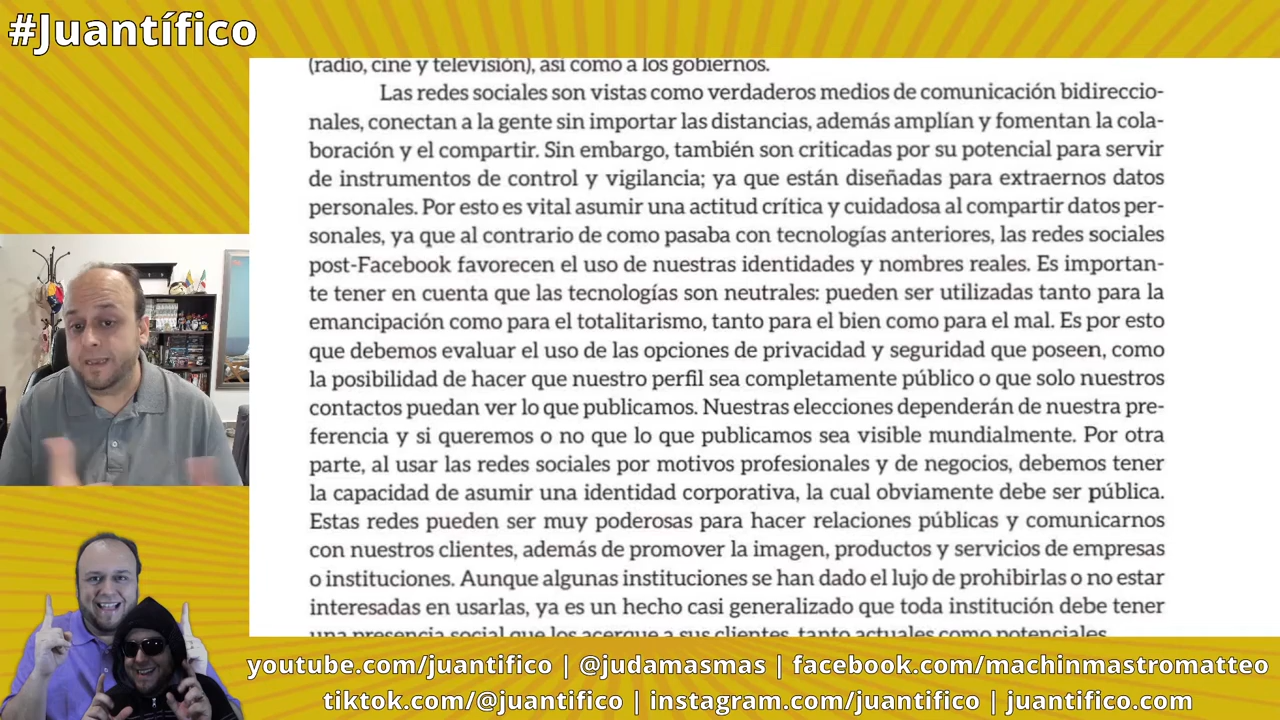 #Juantífico
(radio, cine y televisión), así como a los gobiernos.
Las redes sociales son vistas como verdaderos medios de comunicación bidireccio-
nales, conectan a la gente sin importar las distancias, además amplían y fomentan la cola-
boración y el compartir. Sin embargo, también son criticadas por su potencial para servir
de instrumentos de control y vigilancia; ya que están diseñadas para extraernos datos
personales. Por esto es vital asumir una actitud crítica y cuidadosa al compartir datos per-
sonales, ya que al contrario de como pasaba con tecnologías anteriores, las redes sociales
post-Facebook favorecen el uso de nuestras identidades y nombres reales. Es importan-
te tener en cuenta que las tecnologías son neutrales: pueden ser utilizadas tanto para la
emancipación como para el totalitarismo, tanto para el bien como para el mal. Es por esto
que debemos evaluar el uso de las opciones de privacidad y seguridad que poseen, como
la posibilidad de hacer que nuestro perfil sea completamente público o que solo nuestros
contactos puedan ver lo que publicamos. Nuestras elecciones dependerán de nuestra pre-
ferencia y si queremos o no que lo que publicamos sea visible mundialmente. Por otra
parte, al usar las redes sociales por motivos profesionales y de negocios, debemos tener
la capacidad de asumir una identidad corporativa, la cual obviamente debe ser pública.
Estas redes pueden ser muy poderosas para hacer relaciones públicas y comunicarnos
con nuestros clientes, además de promover la imagen, productos y servicios de empresas
o instituciones. Aunque algunas instituciones se han dado el lujo de prohibirlas o no estar
interesadas en usarlas, ya es un hecho casi generalizado que toda institución debe tener
una presencia social que los acerque a sus clientes, tanto actuales como potenciales.
youtube.com/juantifico | @judamasmas | facebook.com/machinmastromatteo
tiktok.com/@juantifico | instagram.com/juantifico | juantifico.com